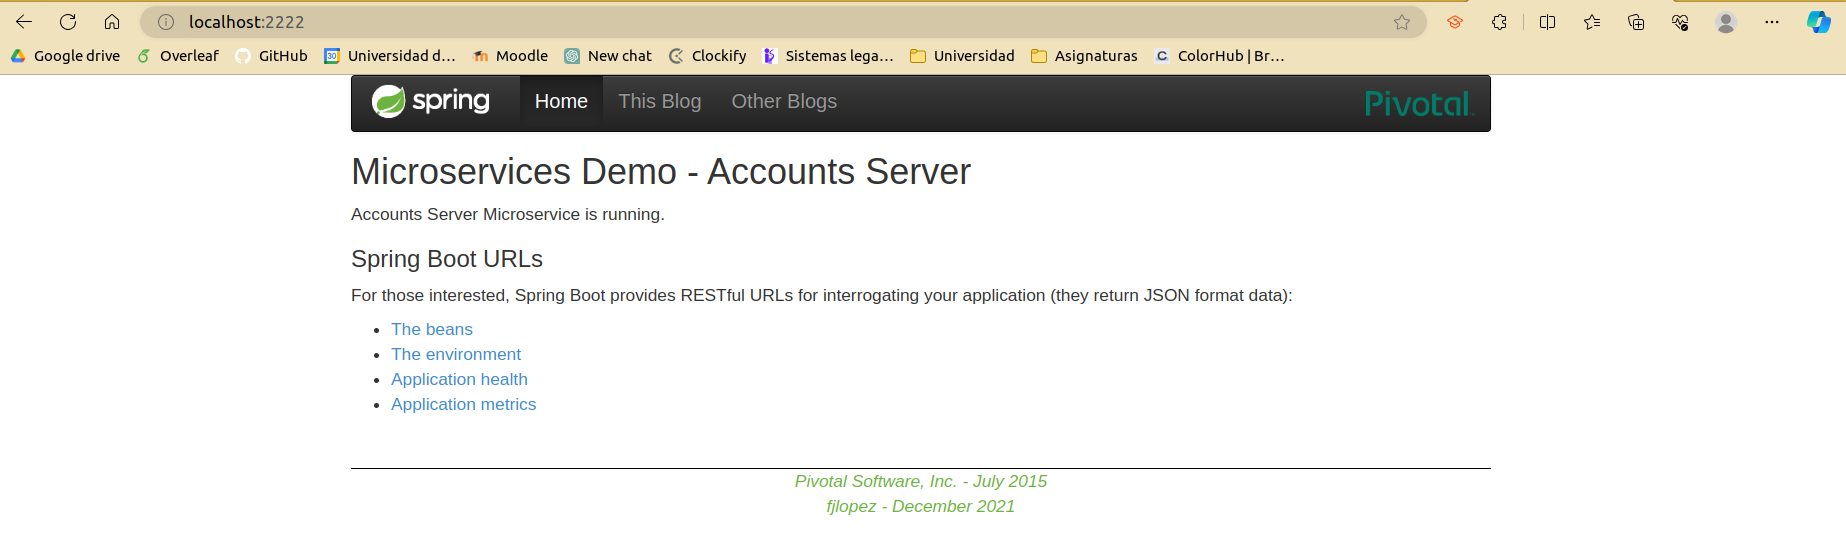 localhost:2222
Google drive Overleaf GitHub 30 Universidad d... Moodle New chat Clockify Sistemas lega... Universidad Asignaturas C ColorHub | Br...
spring Home This Blog Other Blogs Pivotal™
Microservices Demo - Accounts Server
Accounts Server Microservice is running.
Spring Boot URLs
For those interested, Spring Boot provides RESTful URLs for interrogating your application (they return JSON format data):
The beans
The environment
Application health
Application metrics
Pivotal Software, Inc. - July 2015
fjlopez - December 2021